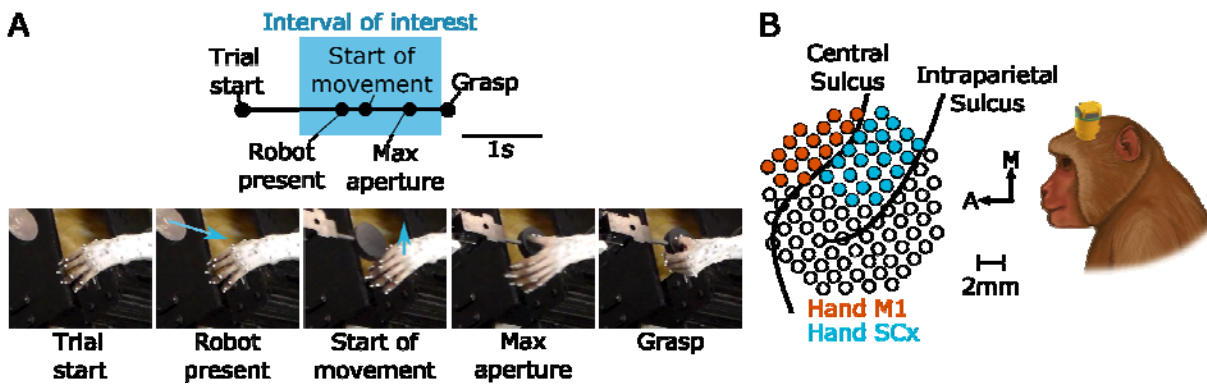 A
Interval of interest
Trial
start
Start of
movement
Grasp
Robot
present
Max
aperture
1s
Trial
start
Robot
present
Start of
movement
Max
aperture
Grasp
B
Central
Sulcus
Intraparietal
Sulcus
M
A
2mm
Hand M1
Hand SCx